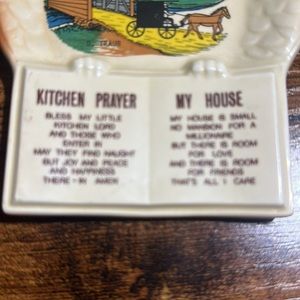 D. TRAUB
KITCHEN PRAYER
BLESS MY LITTLE
KITCHEN LORD
AND THOSE WHO
ENTER IN
MAY THEY FIND NAUGHT
BUT JOY AND PEACE
AND HAPPINESS
THERE-IN AMEN
MY HOUSE
MY HOUSE IS SMALL
NO MANSION FOR A
MILLIONAIRE
BUT THERE IS ROOM
FOR LOVE
AND THERE IS ROOM
FOR FRIENDS
THAT'S ALL I CARE